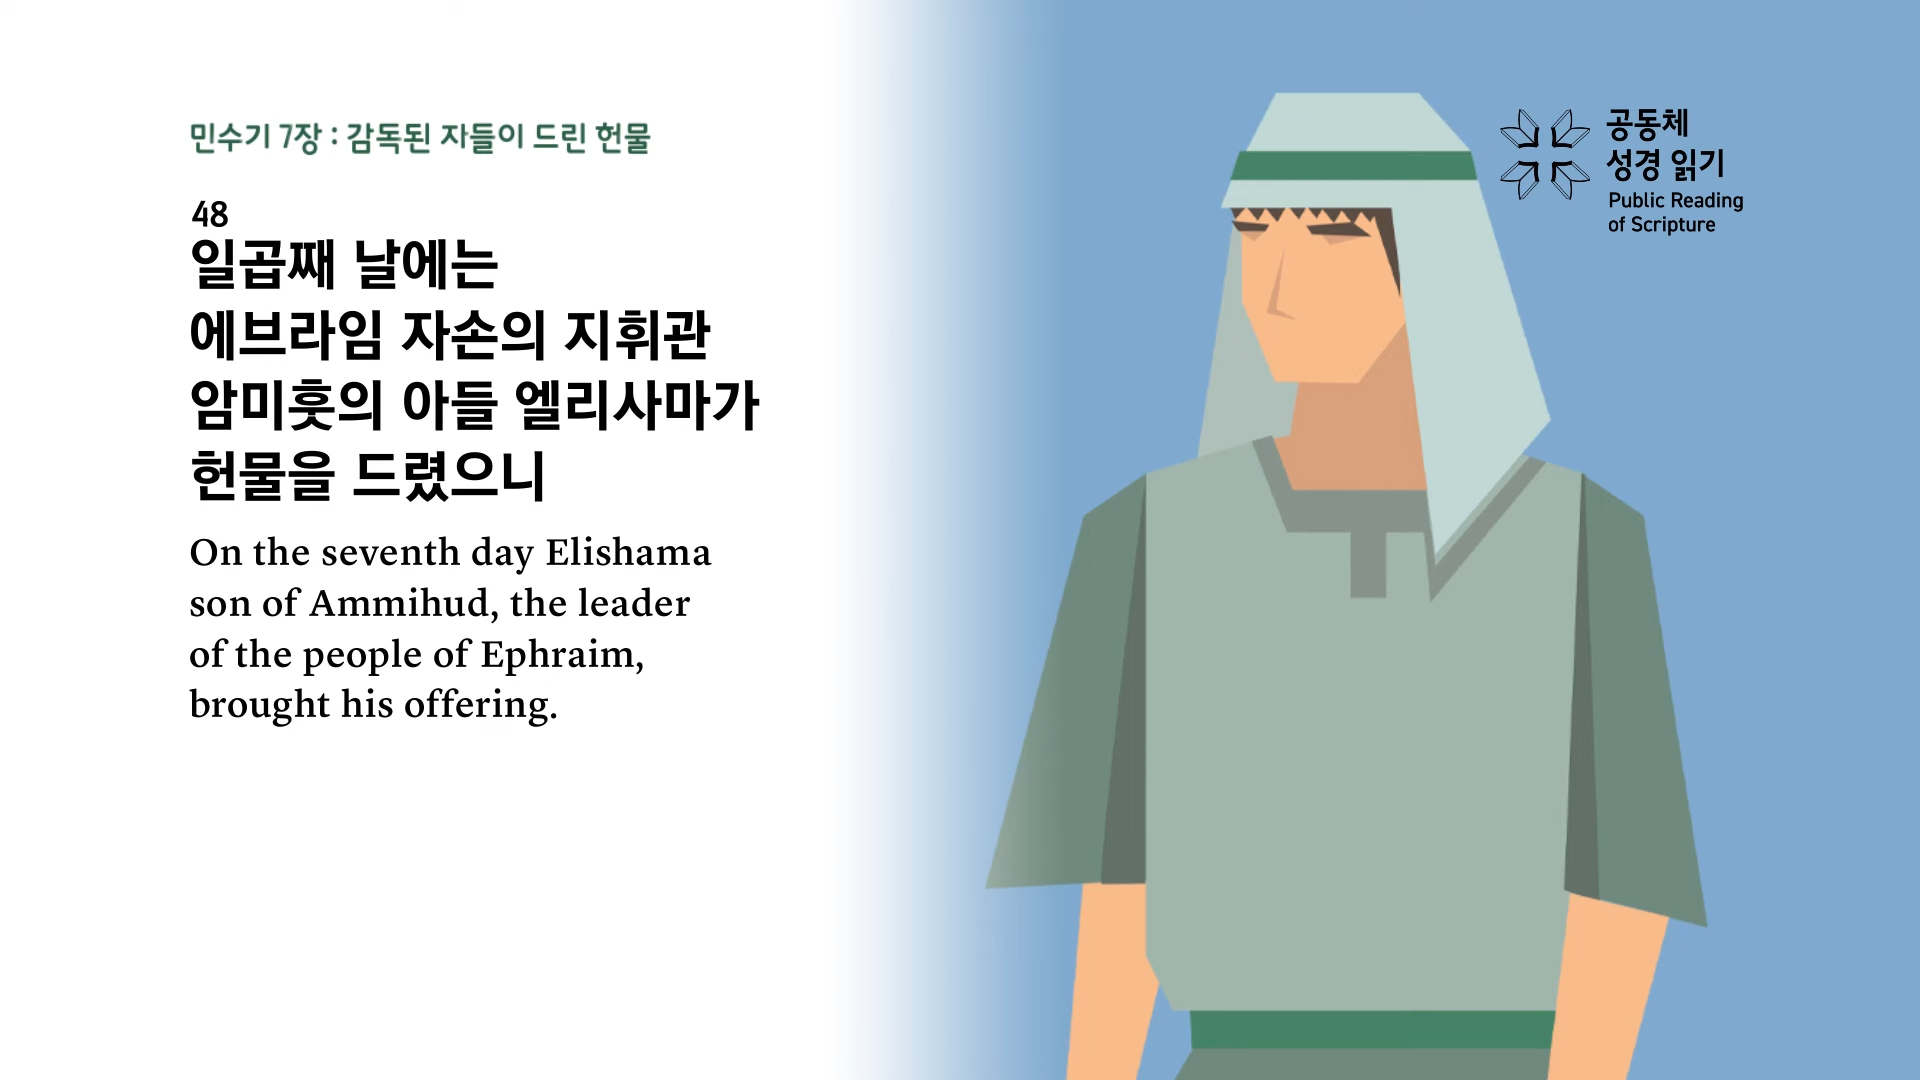 민수기 7장 : 감독된 자들이 드린 헌물
48
일곱째 날에는
에브라임 자손의 지휘관
암미훗의 아들 엘리사마가
헌물을 드렸으니
On the seventh day Elishama
son of Ammihud, the leader
of the people of Ephraim,
brought his offering.
공동체
성경 읽기
Public Reading
of Scripture